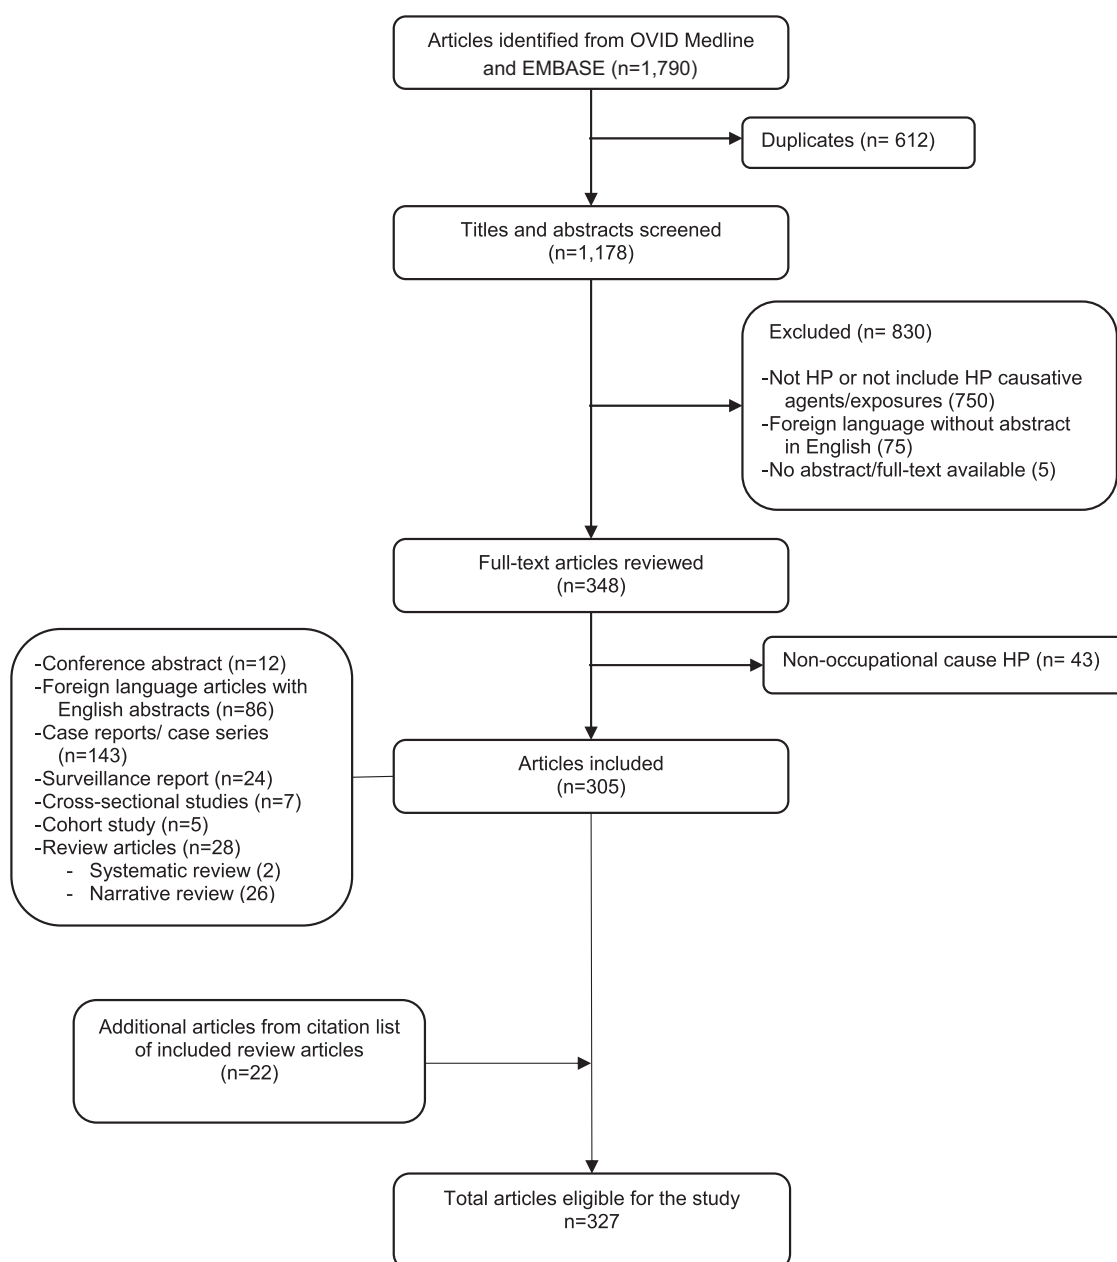 Articles identified from OVID Medline
and EMBASE (n=1,790)
Duplicates (n= 612)
Titles and abstracts screened
(n=1,178)
Excluded (n= 830)
-Not HP or not include HP causative
agents/exposures (750)
-Foreign language without abstract
in English (75)
-No abstract/full-text available (5)
Full-text articles reviewed
(n=348)
Non-occupational cause HP (n= 43)
-Conference abstract (n=12)
-Foreign language articles with
English abstracts (n=86)
-Case reports/ case series
(n=143)
-Surveillance report (n=24)
-Cross-sectional studies (n=7)
-Cohort study (n=5)
-Review articles (n=28)
- Systematic review (2)
- Narrative review (26)
Articles included
(n=305)
Additional articles from citation list
of included review articles
(n=22)
Total articles eligible for the study
n=327